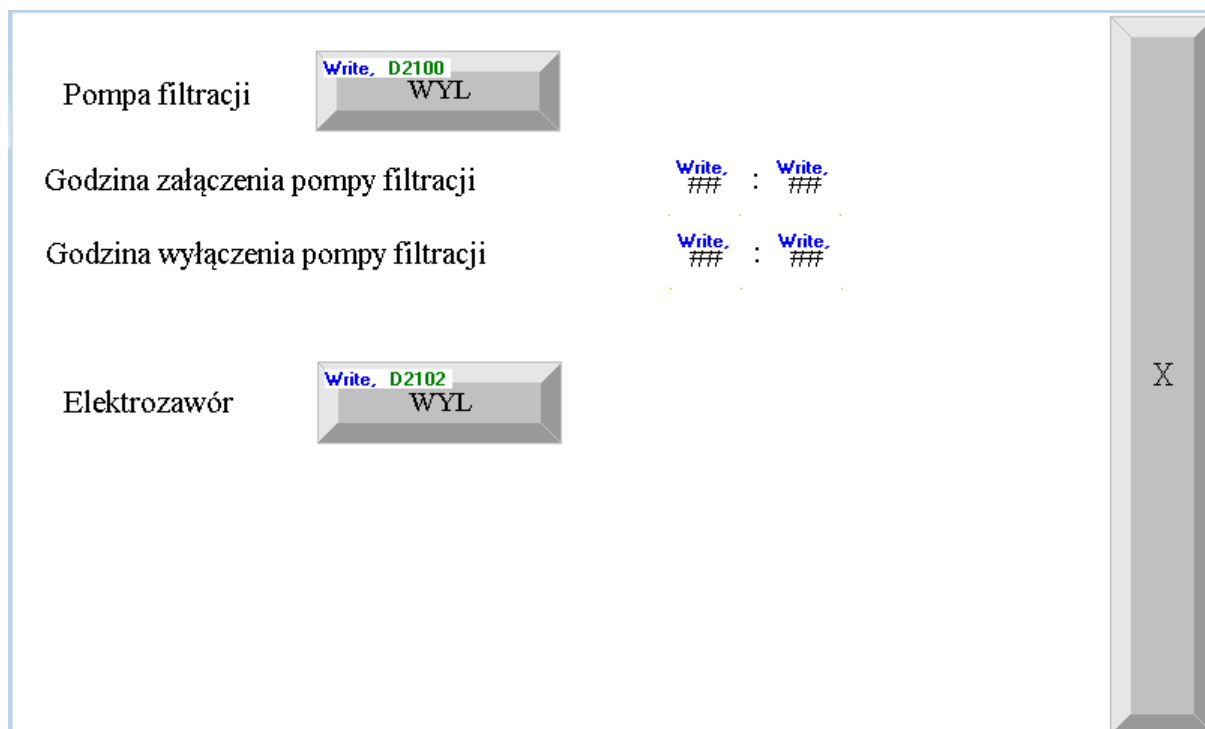 Write, D2100
Pompa filtracji WYL
Godzina załączenia pompy filtracji Write, ## : Write, ##
Godzina wyłączenia pompy filtracji Write, ## : Write, ##
X
Write, D2102
Elektrozawór WYL